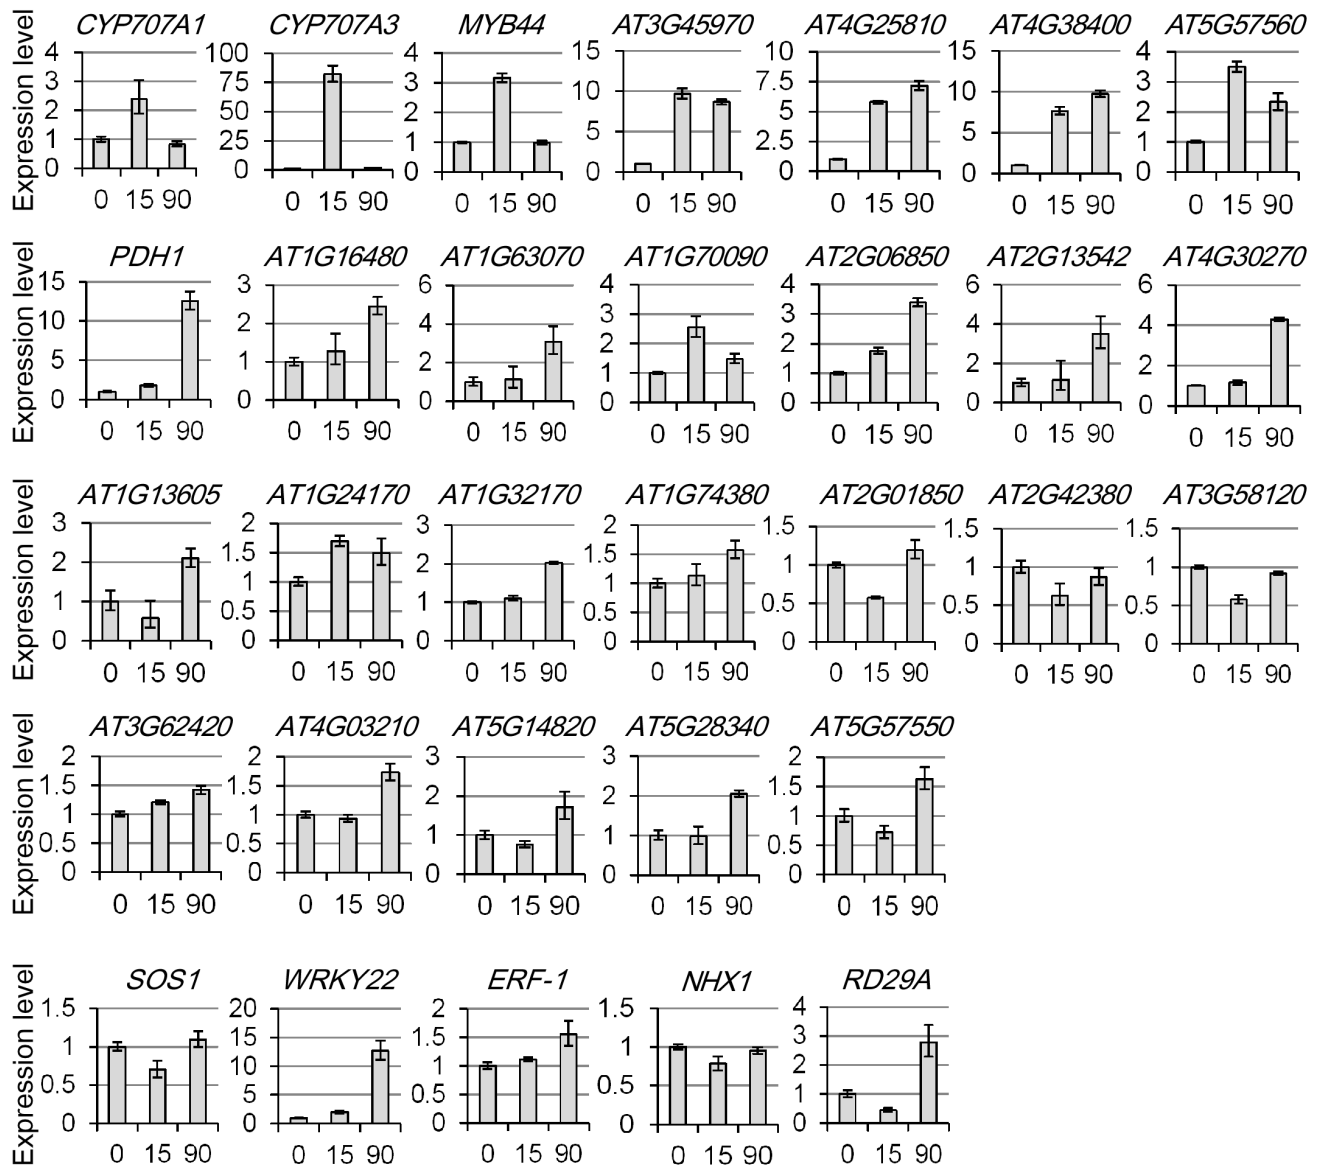 CYP707A1 CYP707A3 MYB44 AT3G45970 AT4G25810 AT4G38400 AT5G57560
Expression level
4 3 2 1 0
100 75 50 25 0
4 3 2 1 0
15 10 5 0
10 7.5 5 2.5 0
15 10 5 0
4 3 2 1 0
0 15 90 0 15 90 0 15 90 0 15 90 0 15 90 0 15 90 0 15 90
PDH1 AT1G16480 AT1G63070 AT1G70090 AT2G06850 AT2G13542 AT4G30270
Expression level
15 10 5 0
3 2 1 0
6 4 2 0
4 3 2 1 0
4 3 2 1 0
6 4 2 0
6 4 2 0
0 15 90 0 15 90 0 15 90 0 15 90 0 15 90 0 15 90 0 15 90
AT1G13605 AT1G24170 AT1G32170 AT1G74380 AT2G01850 AT2G42380 AT3G58120
Expression level
3 2 1 0
2 1.5 1 0.5 0
3 2 1 0
2 1.5 1 0.5 0
1.5 1 0.5 0
1.5 1 0.5 0
1.5 1 0.5 0
0 15 90 0 15 90 0 15 90 0 15 90 0 15 90 0 15 90 0 15 90
AT3G62420 AT4G03210 AT5G14820 AT5G28340 AT5G57550
Expression level
2 1.5 1 0.5 0
2 1.5 1 0.5 0
3 2 1 0
3 2 1 0
2 1.5 1 0.5 0
0 15 90 0 15 90 0 15 90 0 15 90 0 15 90
SOS1 WRKY22 ERF-1 NHX1 RD29A
Expression level
1.5 1 0.5 0
20 15 10 5 0
2 1.5 1 0.5 0
1.5 1 0.5 0
4 3 2 1 0
0 15 90 0 15 90 0 15 90 0 15 90 0 15 90